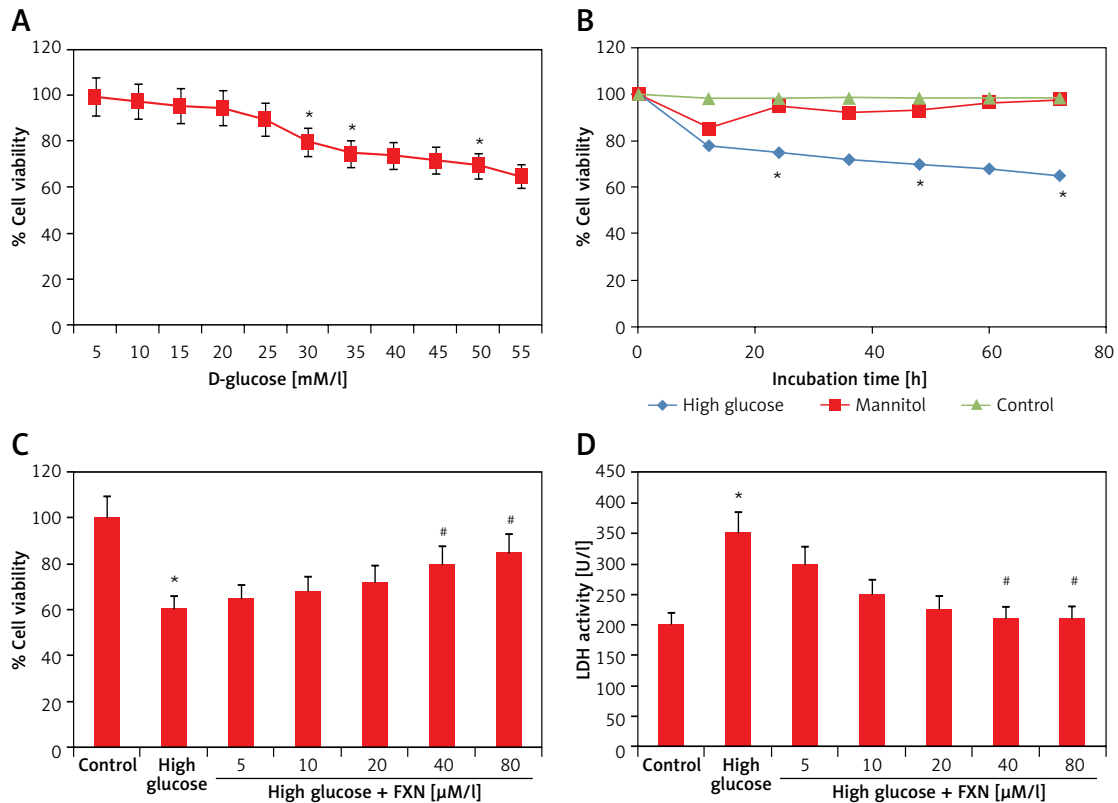 A
120
100
80
60
40
20
0
% Cell viability
*
*
*
5 10 15 20 25 30 35 40 45 50 55
D-glucose [mM/l]
B
120
100
80
60
40
20
0
% Cell viability
*
*
*
0 20 40 60 80
Incubation time [h]
High glucose Mannitol Control
C
120
100
80
60
40
20
0
% Cell viability
*
#
#
Control High glucose 5 10 20 40 80
High glucose + FXN [µM/l]
D
450
400
350
300
250
200
150
100
50
0
LDH activity [U/l]
*
#
#
Control High glucose 5 10 20 40 80
High glucose + FXN [µM/l]